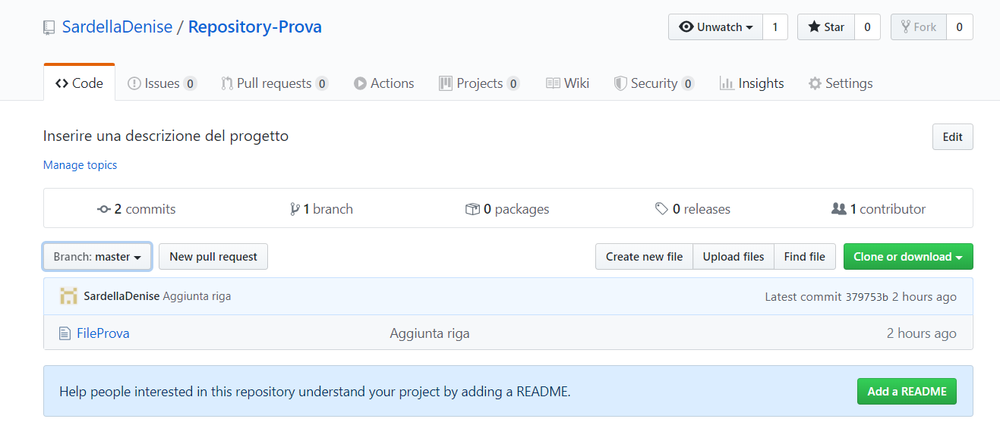 SardellaDenise / Repository-Prova Unwatch 1 Star 0 Fork 0
Code Issues 0 Pull requests 0 Actions Projects 0 Wiki Security 0 Insights Settings
Inserire una descrizione del progetto Edit
Manage topics
2 commits 1 branch 0 packages 0 releases 1 contributor
Branch: master New pull request Create new file Upload files Find file Clone or download
SardellaDenise Aggiunta riga Latest commit 379753b 2 hours ago
FileProva Aggiunta riga 2 hours ago
Help people interested in this repository understand your project by adding a README. Add a README